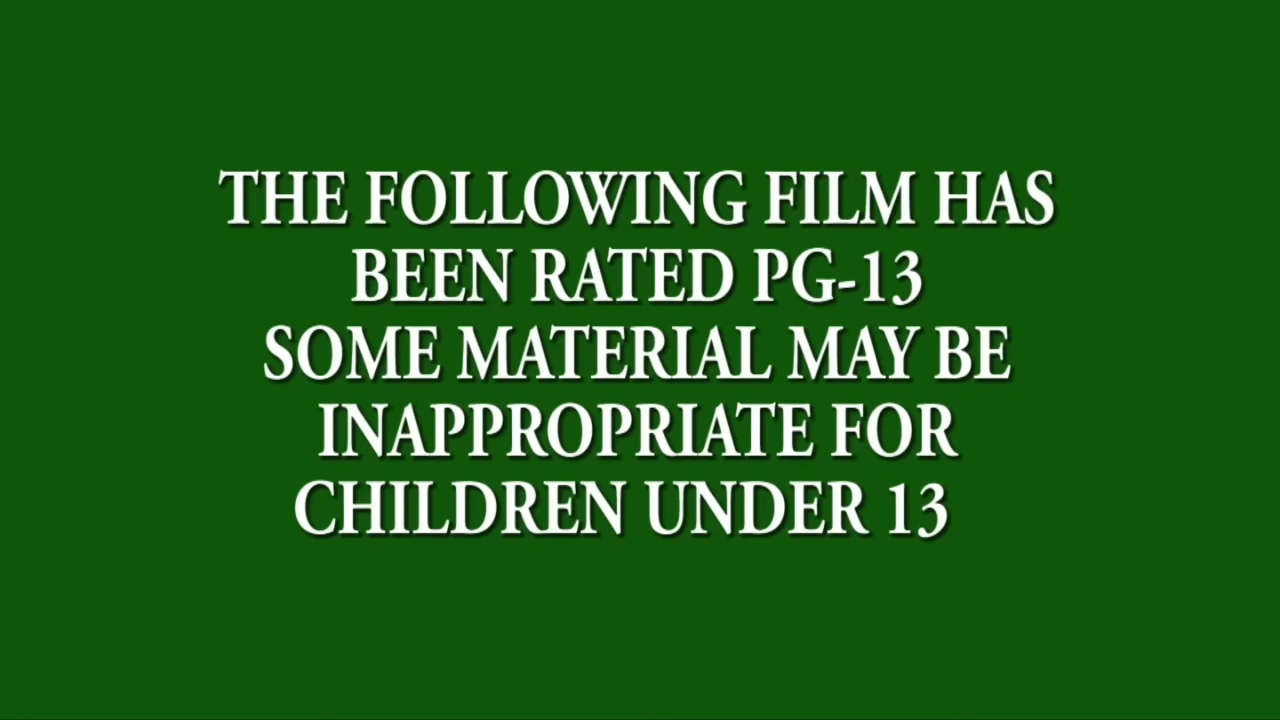 THE FOLLOWING FILM HAS
BEEN RATED PG-13
SOME MATERIAL MAY BE
INAPPROPRIATE FOR
CHILDREN UNDER 13